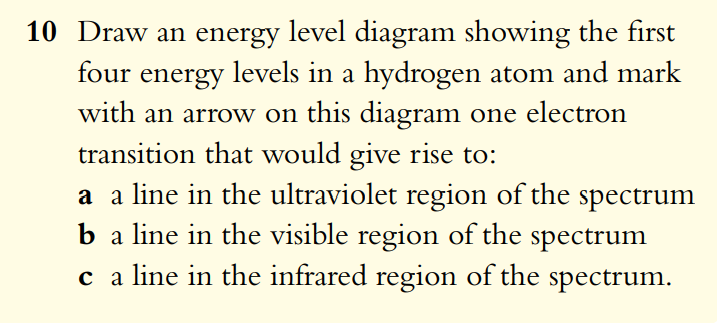 10 Draw an energy level diagram showing the first
four energy levels in a hydrogen atom and mark
with an arrow on this diagram one electron
transition that would give rise to:
a a line in the ultraviolet region of the spectrum
b a line in the visible region of the spectrum
c a line in the infrared region of the spectrum.